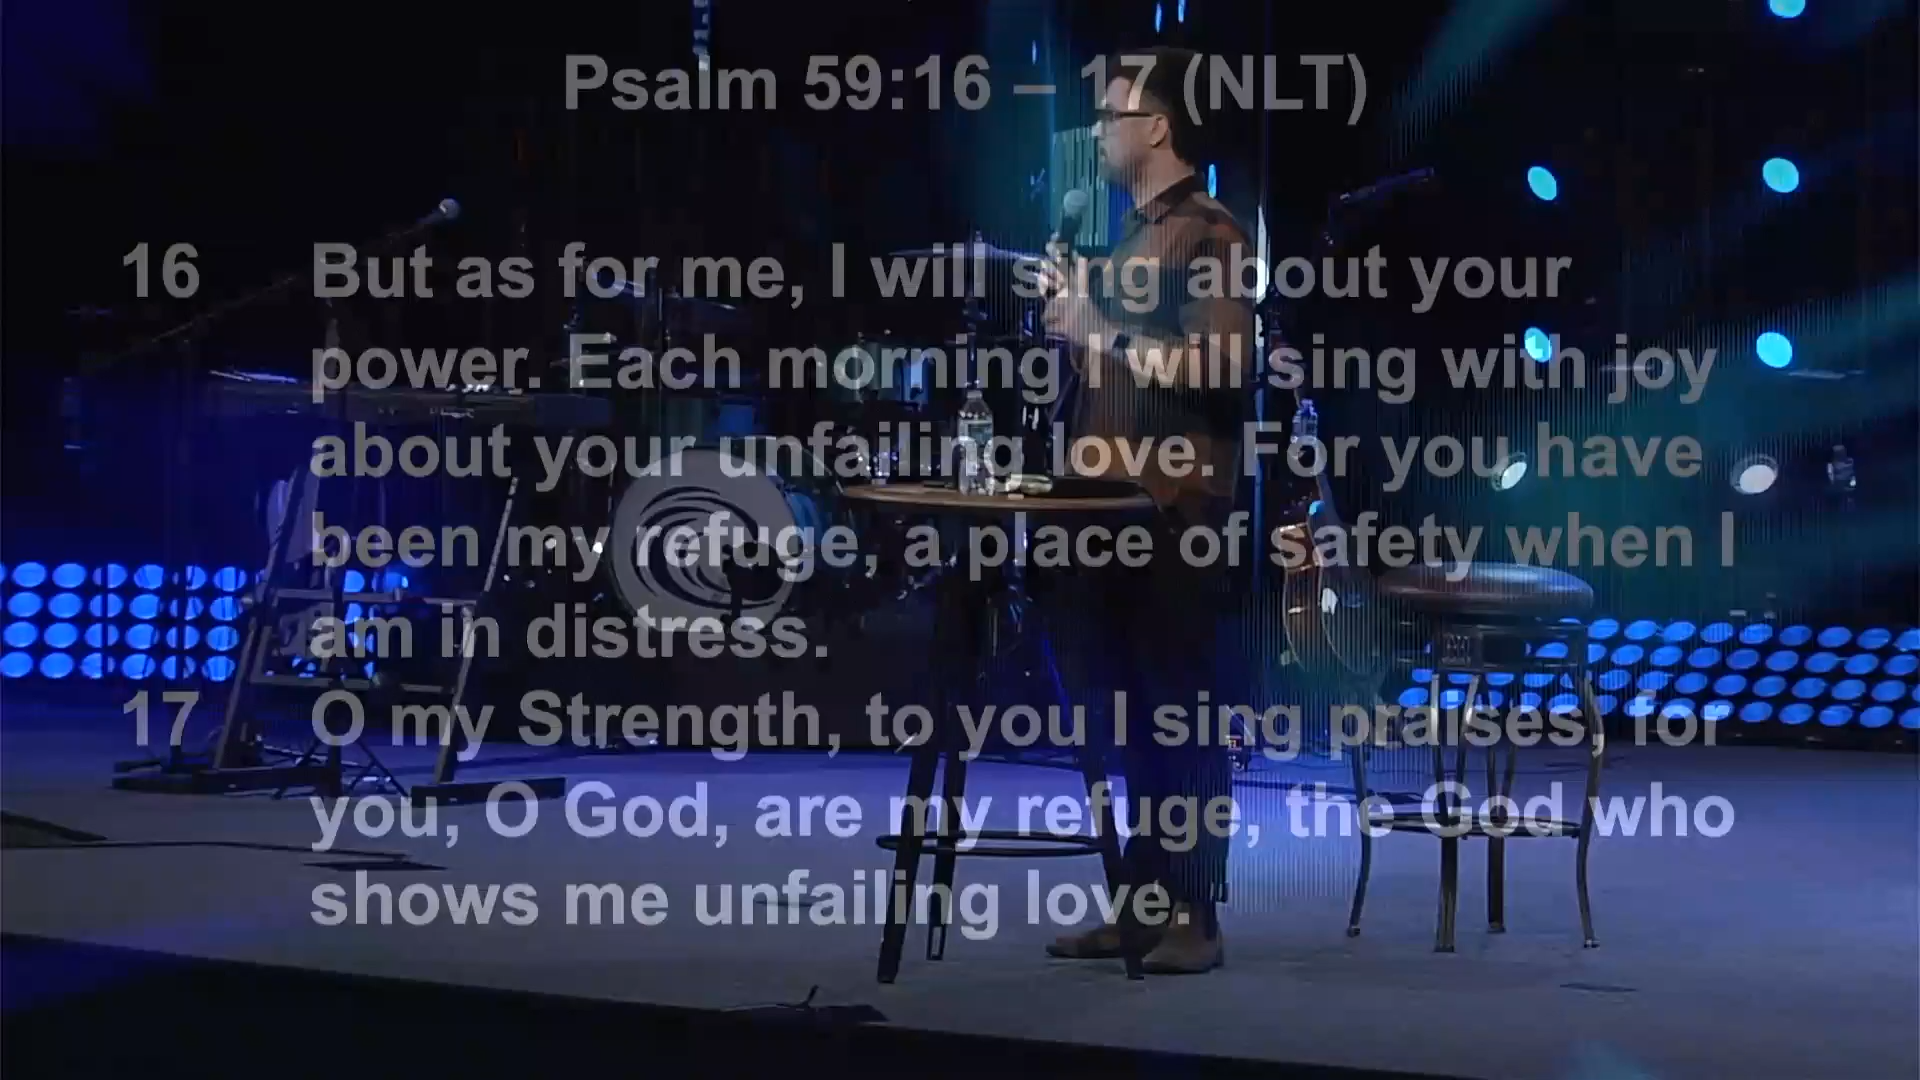 Psalm 59:16 – 17 (NLT)
16 But as for me, I will sing about your
power. Each morning I will sing with joy
about your unfailing love. For you have
been my refuge, a place of safety when I
am in distress.
17 O my Strength, to you I sing praises, for
you, O God, are my refuge, the God who
shows me unfailing love.